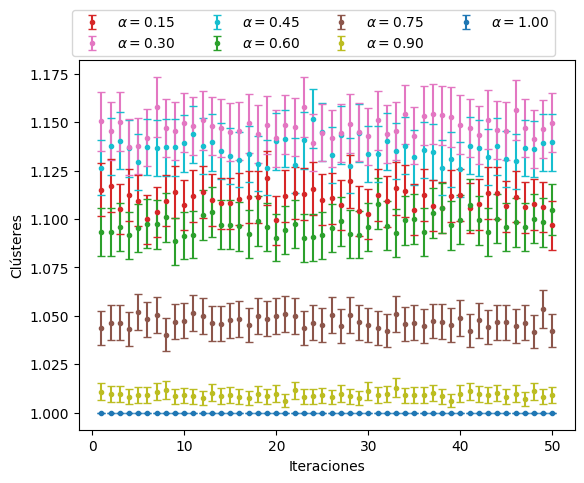 α = 0.15 α = 0.45 α = 0.75 α = 1.00
α = 0.30 α = 0.60 α = 0.90
1.175
1.150
1.125
1.100
1.075
1.050
1.025
1.000
Clústeres
0 10 20 30 40 50
Iteraciones